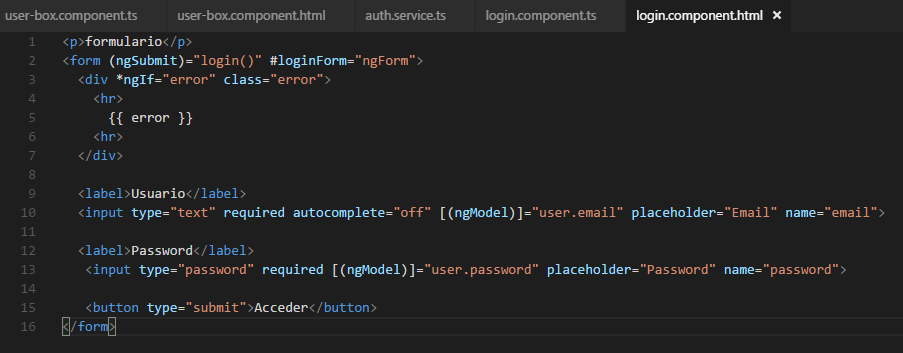 user-box.component.ts user-box.component.html auth.service.ts login.component.ts login.component.html ×
1 <p>formulario</p>
2 <form (ngSubmit)="login()" #loginForm="ngForm">
3 <div *ngIf="error" class="error">
4 <hr>
5 {{ error }}
6 <hr>
7 </div>
8
9 <label>Usuario</label>
10 <input type="text" required autocomplete="off" [(ngModel)]="user.email" placeholder="Email" name="email">
11
12 <label>Password</label>
13 <input type="password" required [(ngModel)]="user.password" placeholder="Password" name="password">
14
15 <button type="submit">Acceder</button>
16 </form>